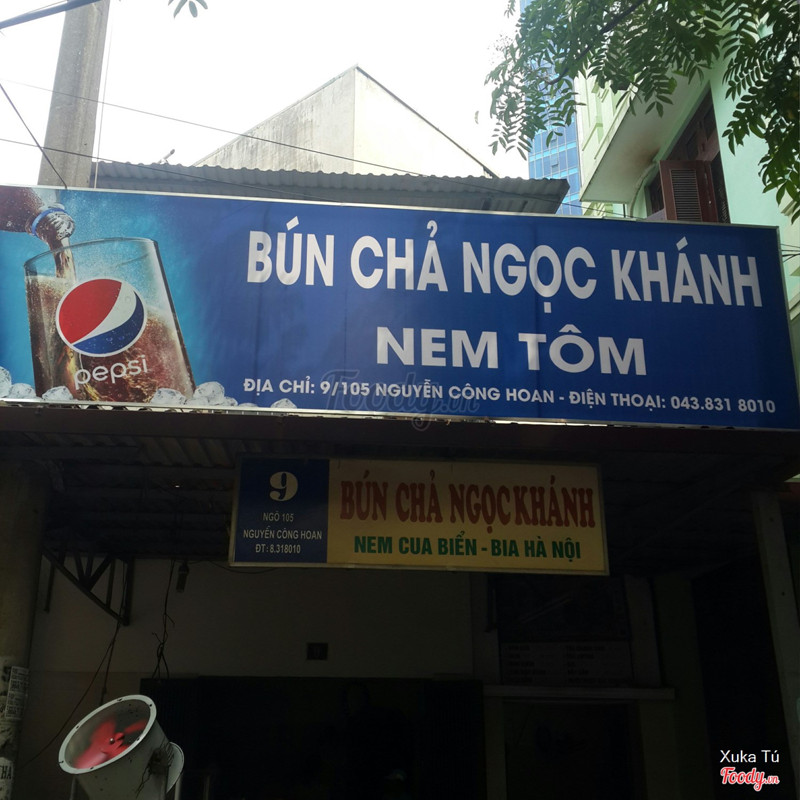 BÚN CHẢ NGỌC KHÁNH
NEM TÔM
ĐỊA CHỈ: 9/105 NGUYỄN CÔNG HOAN - ĐIỆN THOẠI: 043.831 8010
pepsi
Foody.vn
9
NGÕ 105
NGUYỄN CÔNG HOAN
ĐT: 8.318010
BÚN CHẢ NGỌC KHÁNH
NEM CUA BIỂN - BIA HÀ NỘI
Xuka Tú
Foody.vn